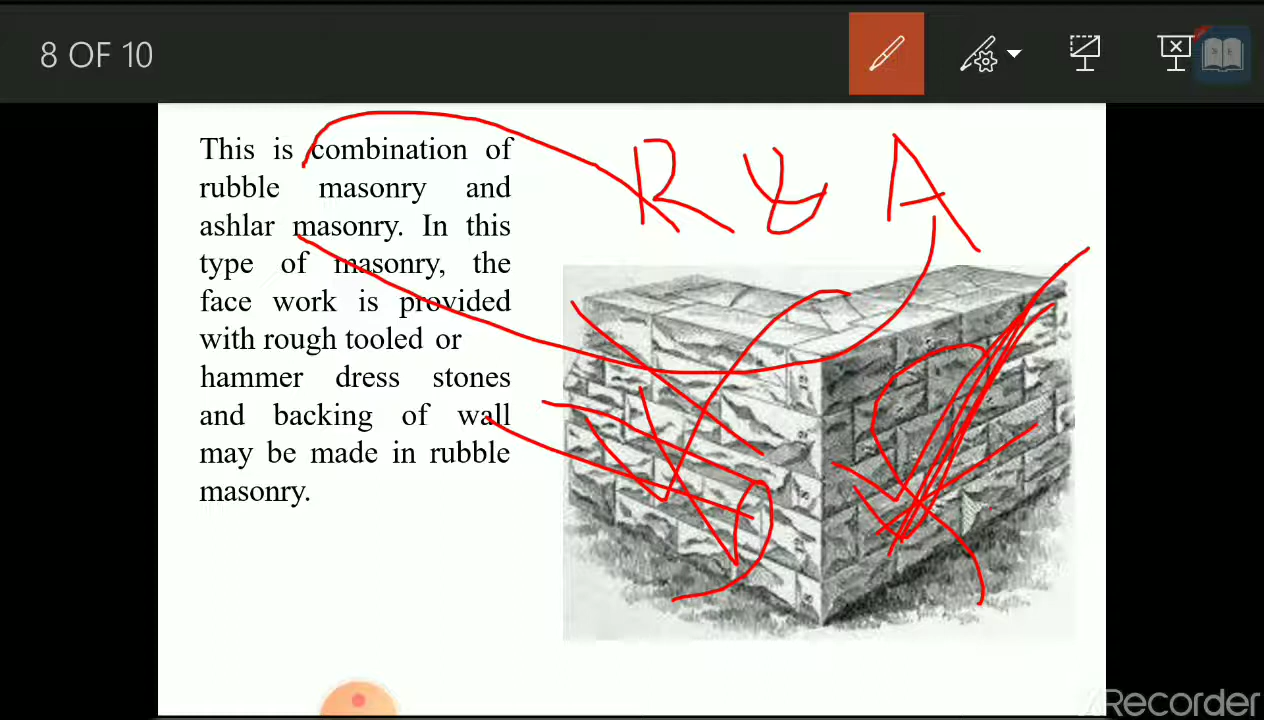 8 OF 10
This is combination of
rubble masonry and
ashlar masonry. In this
type of masonry, the
face work is provided
with rough tooled or
hammer dress stones
and backing of wall
may be made in rubble
masonry.
R & A
XRecorder